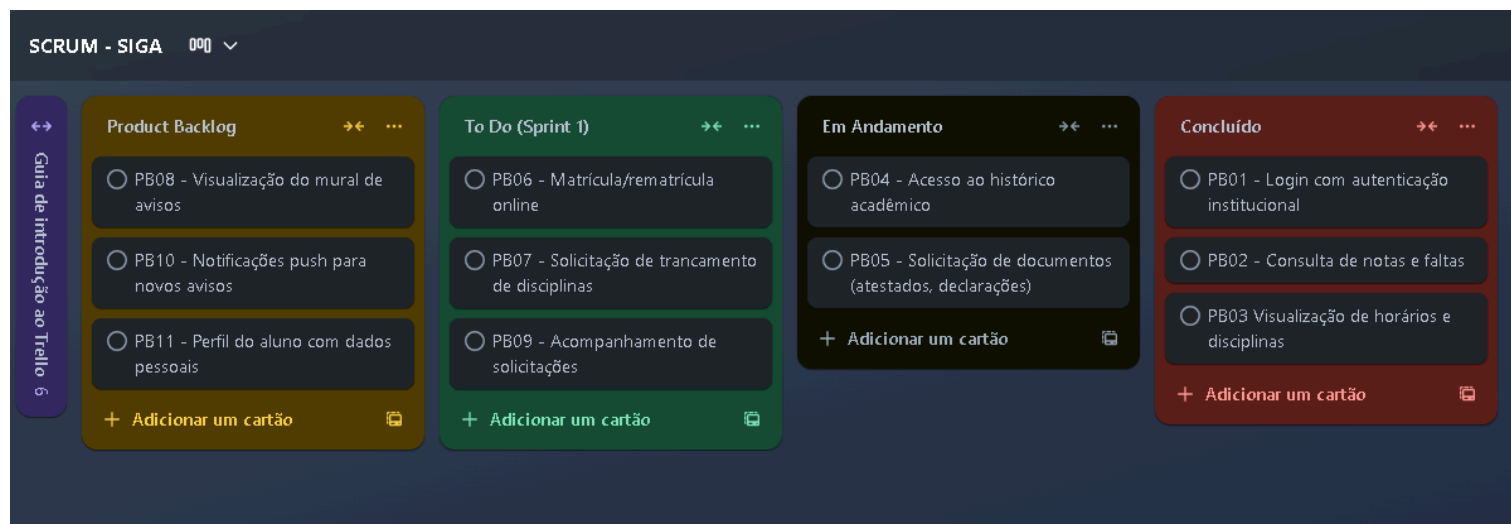 SCRUM - SIGA
Guia de introdução ao Trello 6
Product Backlog
PB08 - Visualização do mural de
avisos
PB10 - Notificações push para
novos avisos
PB11 - Perfil do aluno com dados
pessoais
+ Adicionar um cartão
To Do (Sprint 1)
PB06 - Matrícula/rematrícula
online
PB07 - Solicitação de trancamento
de disciplinas
PB09 - Acompanhamento de
solicitações
+ Adicionar um cartão
Em Andamento
PB04 - Acesso ao histórico
acadêmico
PB05 - Solicitação de documentos
(atestados, declarações)
+ Adicionar um cartão
Concluído
PB01 - Login com autenticação
institucional
PB02 - Consulta de notas e faltas
PB03 Visualização de horários e
disciplinas
+ Adicionar um cartão